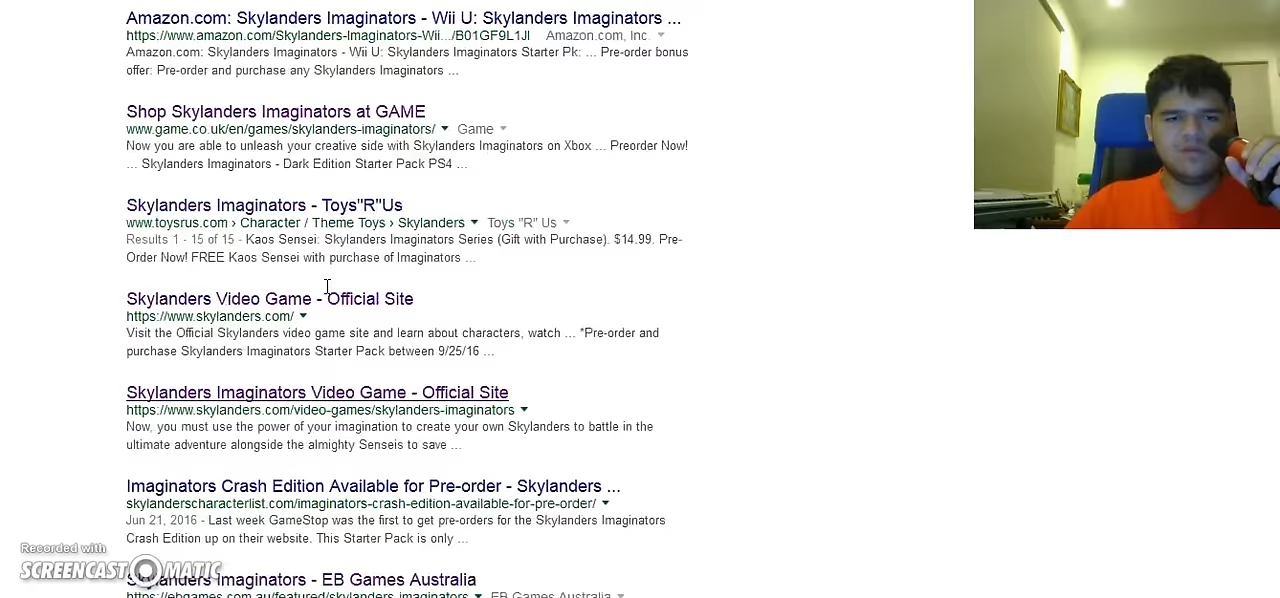 Amazon.com: Skylanders Imaginators - Wii U: Skylanders Imaginators ...
https://www.amazon.com/Skylanders-Imaginators-Wii.../B01GF9L1JI Amazon.com, Inc.
Amazon.com: Skylanders Imaginators - Wii U: Skylanders Imaginators Starter Pk: ... Pre-order bonus
offer: Pre-order and purchase any Skylanders Imaginators ...
Shop Skylanders Imaginators at GAME
www.game.co.uk/en/games/skylanders-imaginators/ Game
Now you are able to unleash your creative side with Skylanders Imaginators on Xbox ... Preorder Now!
... Skylanders Imaginators - Dark Edition Starter Pack PS4 ...
Skylanders Imaginators - Toys"R"Us
www.toysrus.com › Character / Theme Toys › Skylanders Toys "R" Us
Results 1 - 15 of 15 - Kaos Sensei: Skylanders Imaginators Series (Gift with Purchase). $14.99. Pre-
Order Now! FREE Kaos Sensei with purchase of Imaginators ...
Skylanders Video Game - Official Site
https://www.skylanders.com/
Visit the Official Skylanders video game site and learn about characters, watch ... *Pre-order and
purchase Skylanders Imaginators Starter Pack between 9/25/16 ...
Skylanders Imaginators Video Game - Official Site
https://www.skylanders.com/video-games/skylanders-imaginators
Now, you must use the power of your imagination to create your own Skylanders to battle in the
ultimate adventure alongside the almighty Senseis to save ...
Imaginators Crash Edition Available for Pre-order - Skylanders ...
skylanderscharacterlist.com/imaginators-crash-edition-available-for-pre-order/
Jun 21, 2016 - Last week GameStop was the first to get pre-orders for the Skylanders Imaginators
Crash Edition up on their website. This Starter Pack is only ...
Recorded with
SCREENCAST-O-MATIC
Skylanders Imaginators - EB Games Australia
https://ebgames.com.au/featured/skylanders-imaginators EB Games Australia